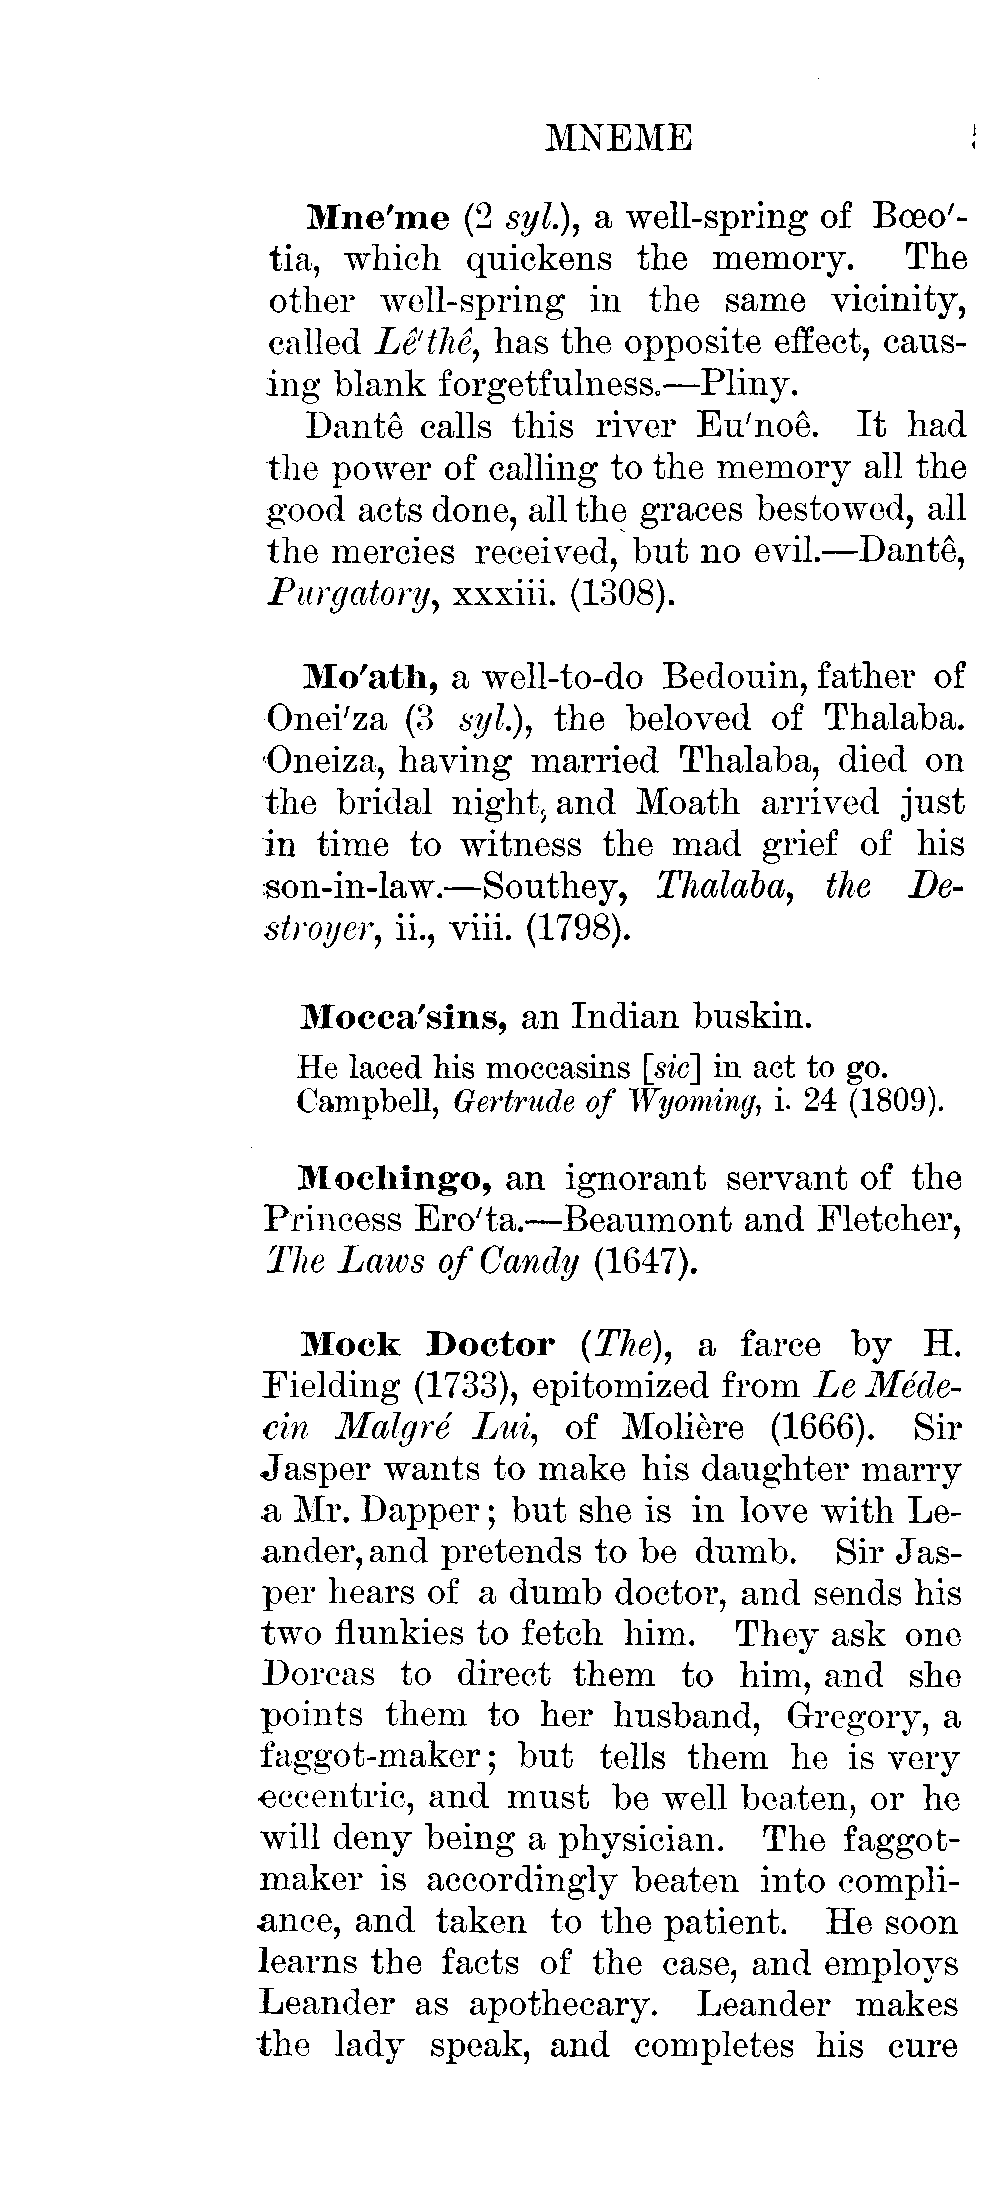 MNEME
Mne′me (2 syl.), a well-spring of Bœo′-
tia, which quickens the memory. The
other well-spring in the same vicinity,
called Lê′thê, has the opposite effect, caus-
ing blank forgetfulness.—Pliny.
Dantê calls this river Eu′noê. It had
the power of calling to the memory all the
good acts done, all the graces bestowed, all
the mercies received, but no evil.—Dantê,
Purgatory, xxxiii. (1308).
Mo′ath, a well-to-do Bedouin, father of
Onei′za (3 syl.), the beloved of Thalaba.
Oneiza, having married Thalaba, died on
the bridal night, and Moath arrived just
in time to witness the mad grief of his
son-in-law.—Southey, Thalaba, the De-
stroyer, ii., viii. (1798).
Mocca′sins, an Indian buskin.
He laced his moccasins [sic] in act to go.
Campbell, Gertrude of Wyoming, i. 24 (1809).
Mochingo, an ignorant servant of the
Princess Ero′ta.—Beaumont and Fletcher,
The Laws of Candy (1647).
Mock Doctor (The), a farce by H.
Fielding (1733), epitomized from Le Méde-
cin Malgré Lui, of Molière (1666). Sir
Jasper wants to make his daughter marry
a Mr. Dapper; but she is in love with Le-
ander, and pretends to be dumb. Sir Jas-
per hears of a dumb doctor, and sends his
two flunkies to fetch him. They ask one
Dorcas to direct them to him, and she
points them to her husband, Gregory, a
faggot-maker; but tells them he is very
eccentric, and must be well beaten, or he
will deny being a physician. The faggot-
maker is accordingly beaten into compli-
ance, and taken to the patient. He soon
learns the facts of the case, and employs
Leander as apothecary. Leander makes
the lady speak, and completes his cure